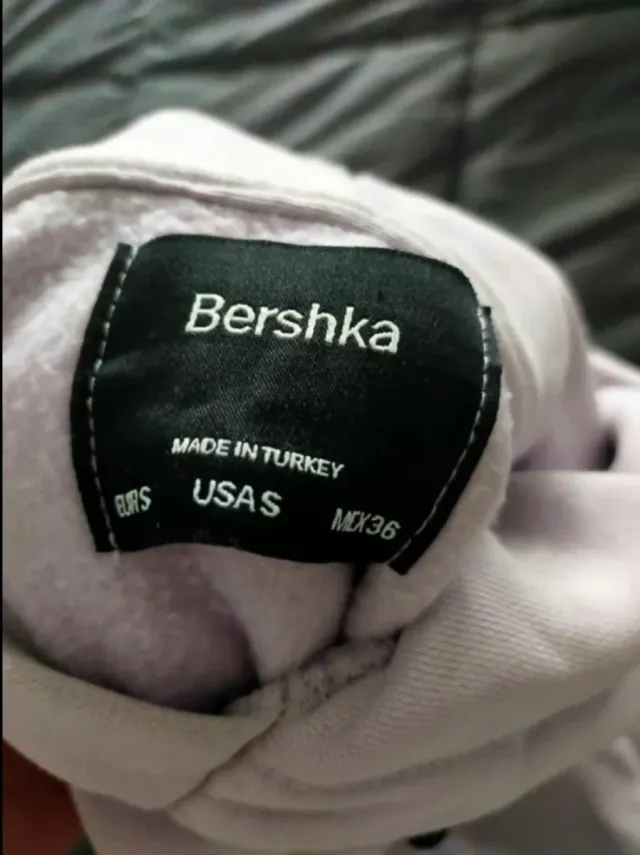 Bershka
MADE IN TURKEY
EUR S USA S MEX 36